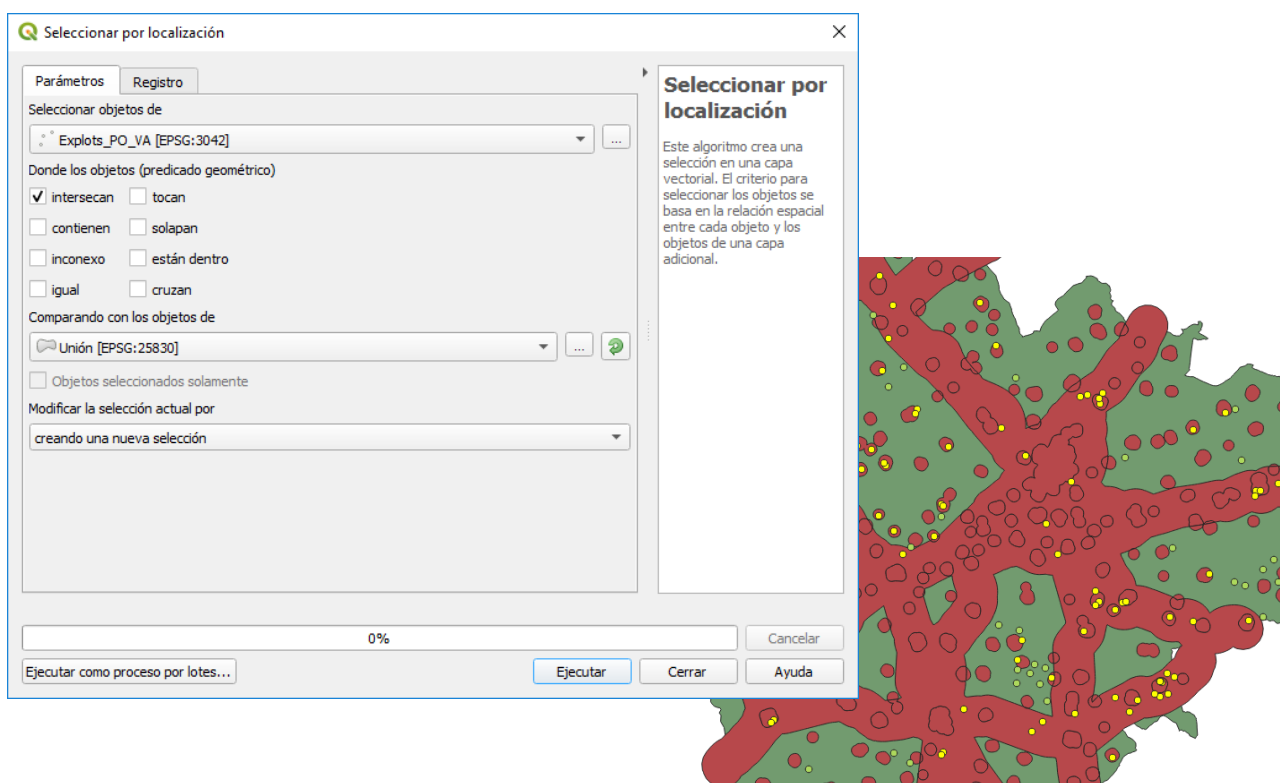 Seleccionar por localización
Parámetros
Registro
Seleccionar objetos de
Explots_PO_VA [EPSG:3042]
...
Donde los objetos (predicado geométrico)
intersecan
tocan
contienen
solapan
inconexo
están dentro
igual
cruzan
Comparando con los objetos de
Unión [EPSG:25830]
...
Objetos seleccionados solamente
Modificar la selección actual por
creando una nueva selección
Seleccionar por
localización
Este algoritmo crea una
selección en una capa
vectorial. El criterio para
seleccionar los objetos se
basa en la relación espacial
entre cada objeto y los
objetos de una capa
adicional.
0%
Cancelar
Ejecutar como proceso por lotes...
Ejecutar
Cerrar
Ayuda